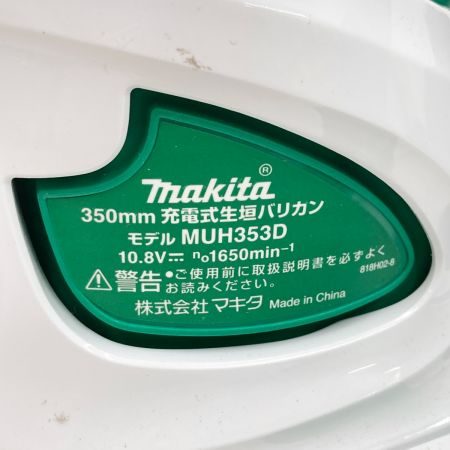 makita®
350mm 充電式生垣バリカン
モデル MUH353D
10.8V⎓ n₀1650min⁻¹
⚠警告 ●ご使用前に取扱説明書を必ずよく
お読みください。 818H02-8
株式会社マキタ Made in China